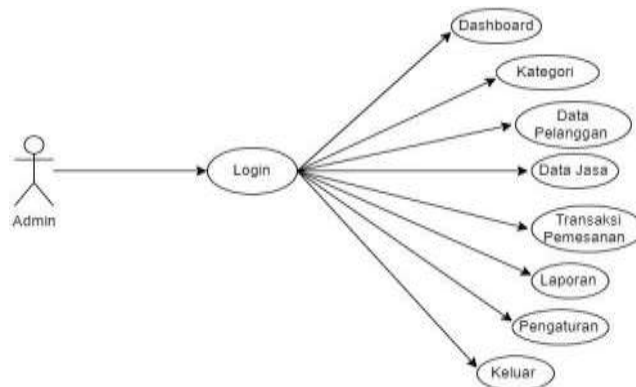 Dashboard
Kategori
Data
Pelanggan
Login
Data Jasa
Admin
Transaksi
Pemesanan
Laporan
Pengaturan
Keluar